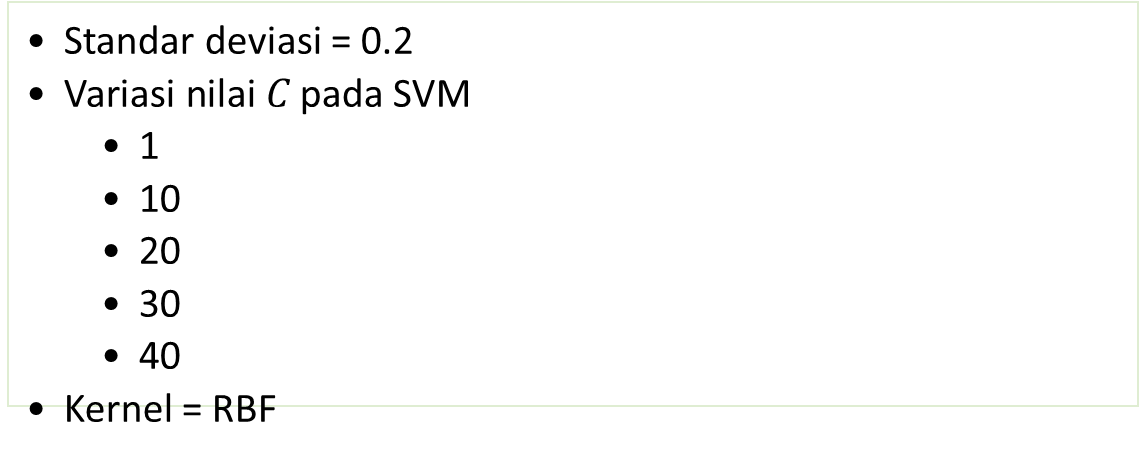 • Standar deviasi = 0.2
• Variasi nilai C pada SVM
• 1
• 10
• 20
• 30
• 40
• Kernel = RBF